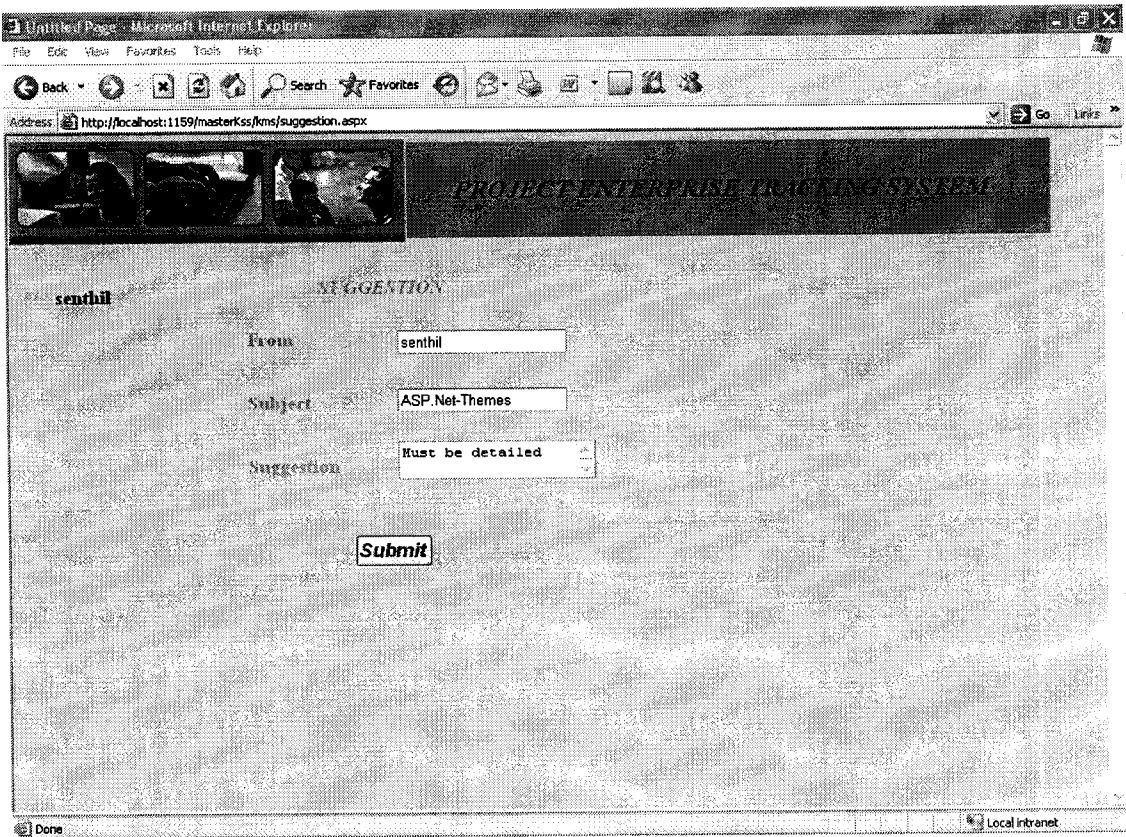 Untitled Page - Microsoft Internet Explorer
File Edit View Favorites Tools Help
Back Search Favorites
Address http://localhost:1159/masterKss/kms/suggestion.aspx Go Links »
PROJECT ENTERPRISE TRACKING SYSTEM
senthil
SUGGESTION
From senthil
Subject ASP.Net-Themes
Suggestion Must be detailed
Submit
Done Local intranet